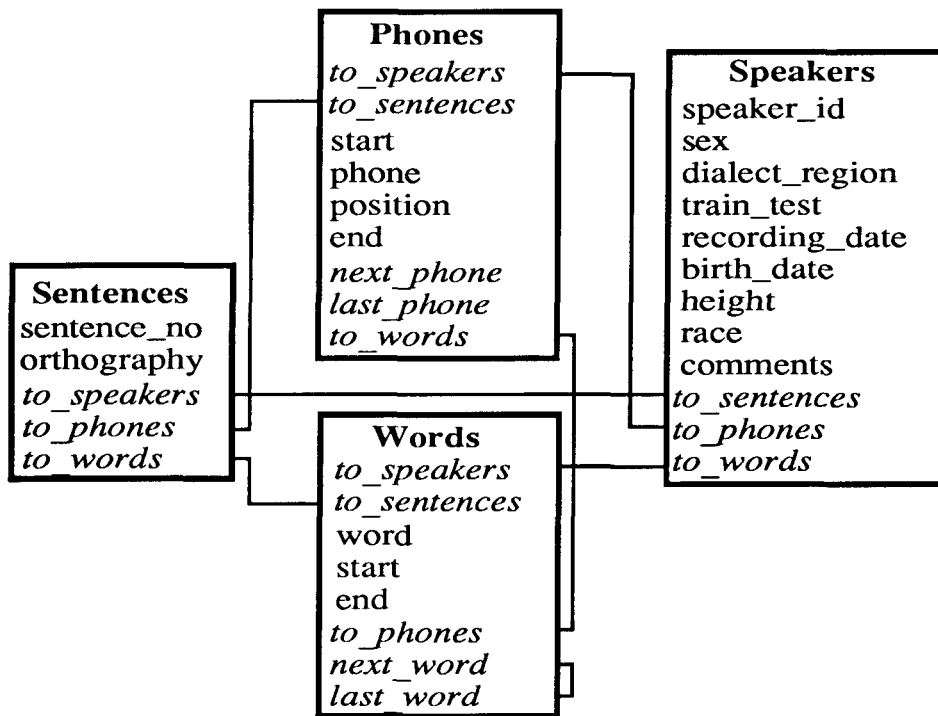 Phones
to_speakers
to_sentences
start
phone
position
end
next_phone
last_phone
to_words
Speakers
speaker_id
sex
dialect_region
train_test
recording_date
birth_date
height
race
comments
to_sentences
to_phones
to_words
Sentences
sentence_no
orthography
to_speakers
to_phones
to_words
Words
to_speakers
to_sentences
word
start
end
to_phones
next_word
last_word